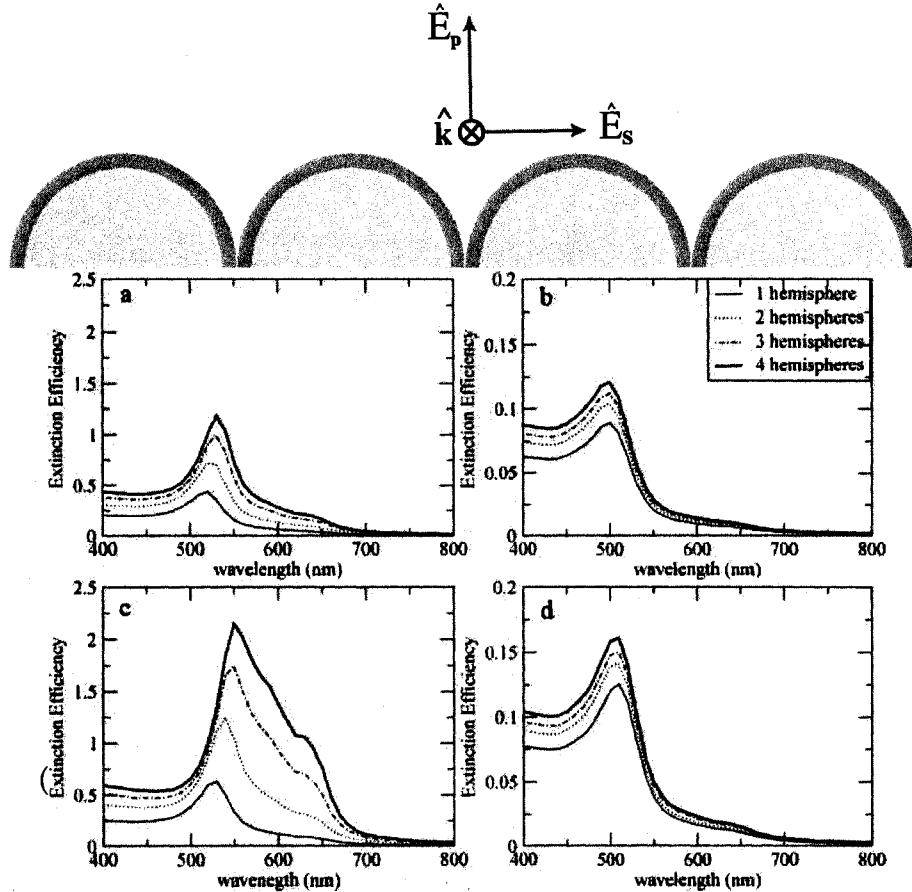 Êp
k̂
Ês
a
Extinction Efficiency
2.5
2
1.5
1
0.5
0
400
500
600
700
800
wavelength (nm)
b
1 hemisphere
2 hemispheres
3 hemispheres
4 hemispheres
Extinction Efficiency
0.2
0.15
0.1
0.05
0
400
500
600
700
800
wavelength (nm)
c
Extinction Efficiency
2.5
2
1.5
1
0.5
0
400
500
600
700
800
wavenegth (nm)
d
Extinction Efficiency
0.2
0.15
0.1
0.05
0
400
500
600
700
800
wavelength (nm)